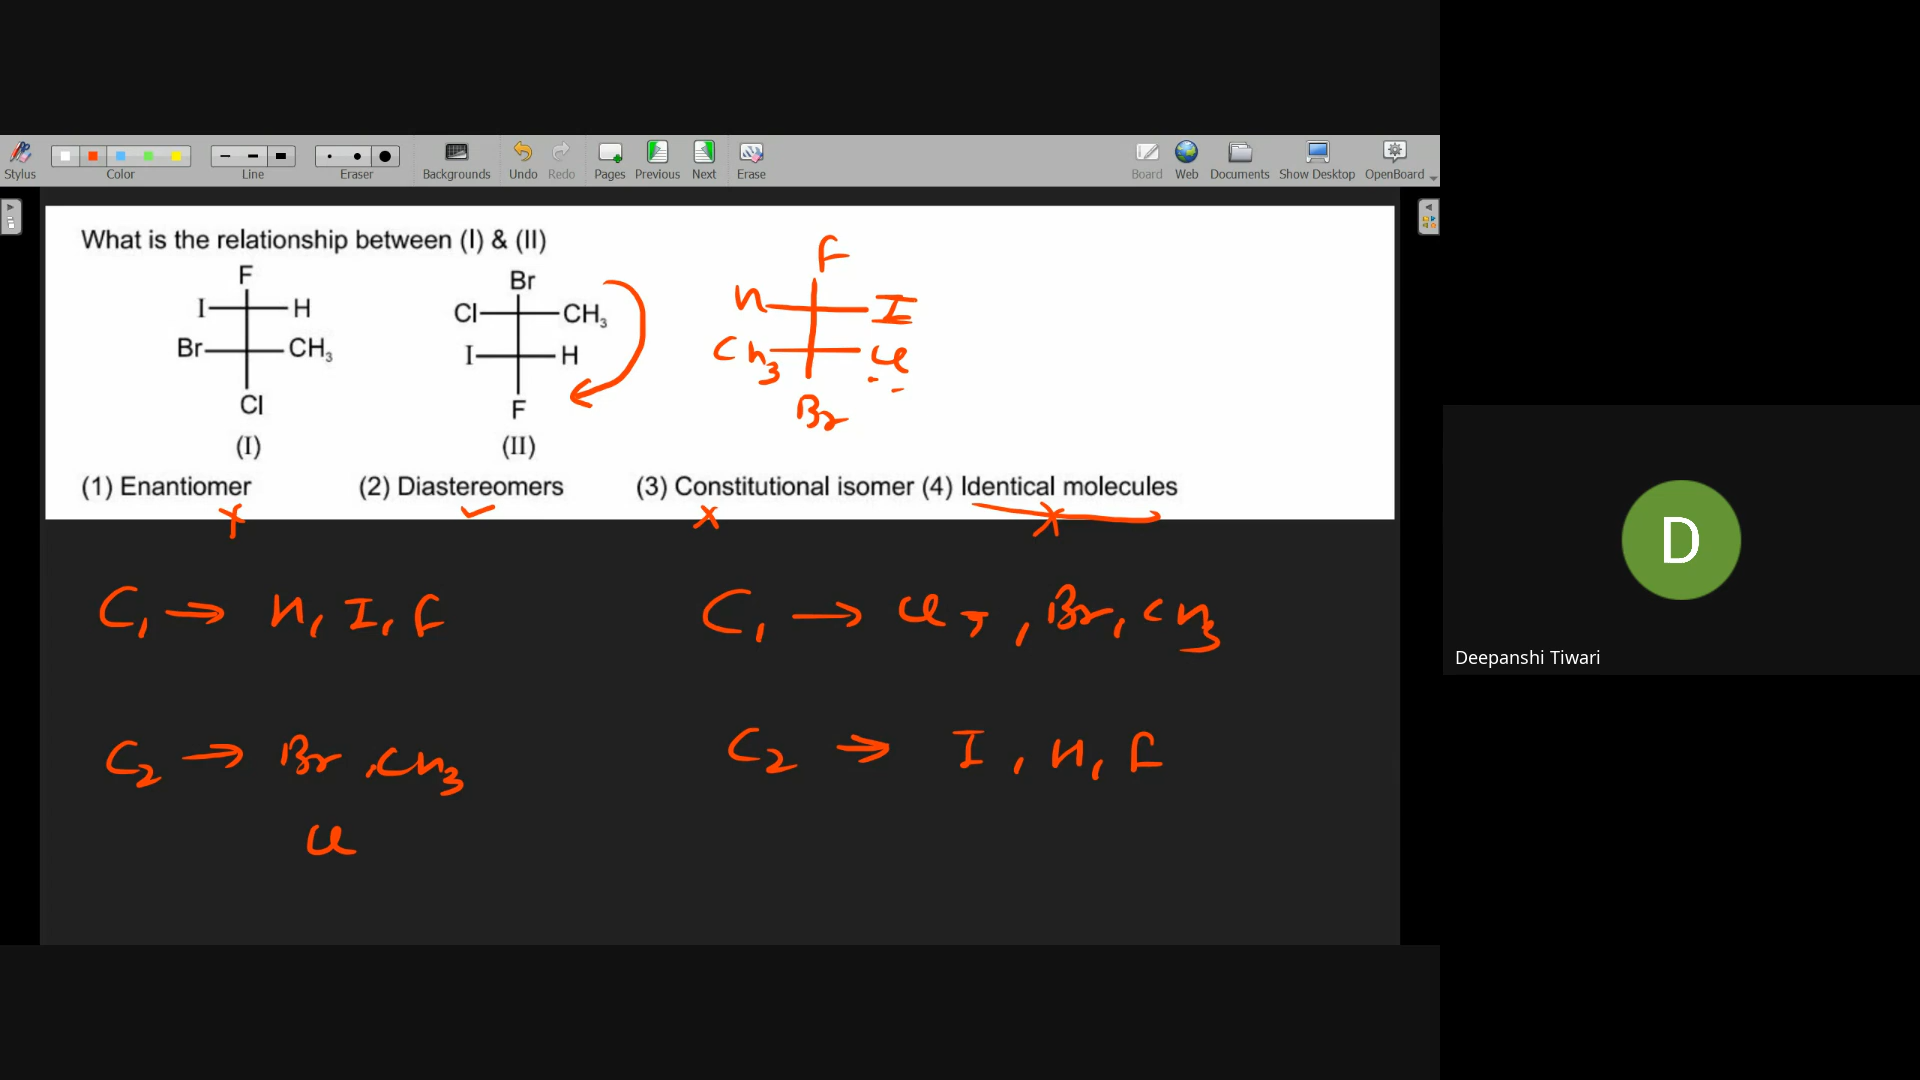 Stylus Color Line Eraser Backgrounds Undo Redo Pages Previous Next Erase Board Web Documents Show Desktop OpenBoard
What is the relationship between (I) & (II)
F
I H
Br CH3
Cl
(I)
Br
Cl CH3
I H
F
(II)
F
H I
CH3 Cl
Br
(1) Enantiomer (2) Diastereomers (3) Constitutional isomer (4) Identical molecules
C1 → H, I, F
C1 → Cl, Br, CH3
C2 → Br, CH3
Cl
C2 → I, H, F
D
Deepanshi Tiwari